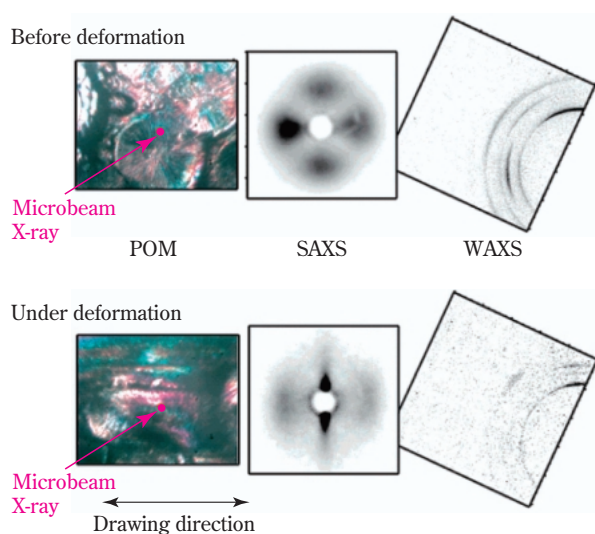 Before deformation
Microbeam
X-ray
POM
SAXS
WAXS
Under deformation
Microbeam
X-ray
Drawing direction